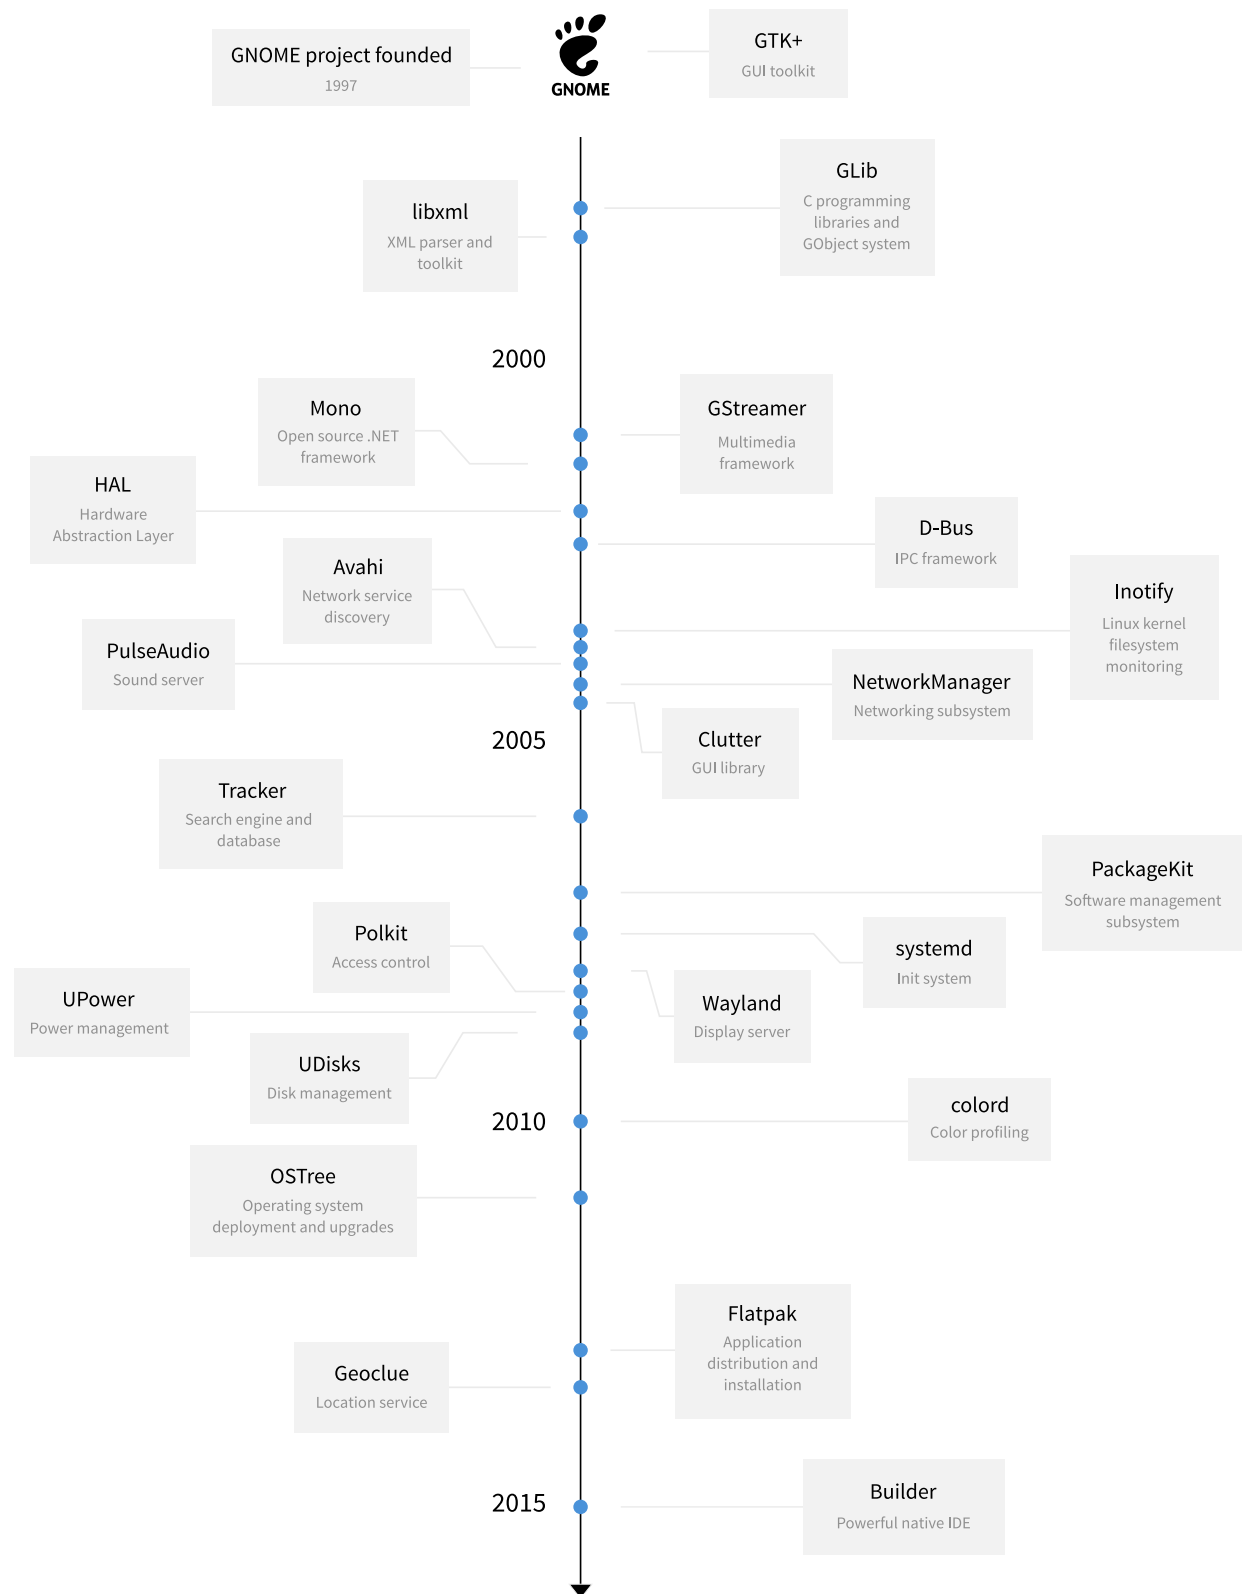 GNOME project founded
1997
GNOME
GTK+
GUI toolkit
GLib
C programming
libraries and
GObject system
libxml
XML parser and
toolkit
2000
Mono
Open source .NET
framework
GStreamer
Multimedia
framework
HAL
Hardware
Abstraction Layer
D-Bus
IPC framework
Avahi
Network service
discovery
Inotify
Linux kernel
filesystem
monitoring
PulseAudio
Sound server
NetworkManager
Networking subsystem
Clutter
GUI library
2005
Tracker
Search engine and
database
PackageKit
Software management
subsystem
Polkit
Access control
systemd
Init system
UPower
Power management
Wayland
Display server
UDisks
Disk management
2010
colord
Color profiling
OSTree
Operating system
deployment and upgrades
Flatpak
Application
distribution and
installation
Geoclue
Location service
2015
Builder
Powerful native IDE